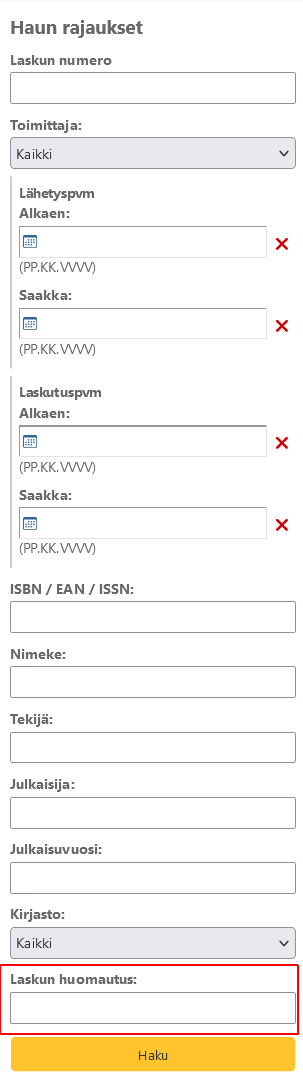 Haun rajaukset
Laskun numero
Toimittaja:
Kaikki
Lähetyspvm
Alkaen:
(PP.KK.VVVV)
Saakka:
(PP.KK.VVVV)
Laskutuspvm
Alkaen:
(PP.KK.VVVV)
Saakka:
(PP.KK.VVVV)
ISBN / EAN / ISSN:
Nimeke:
Tekijä:
Julkaisija:
Julkaisuvuosi:
Kirjasto:
Kaikki
Laskun huomautus:
Haku